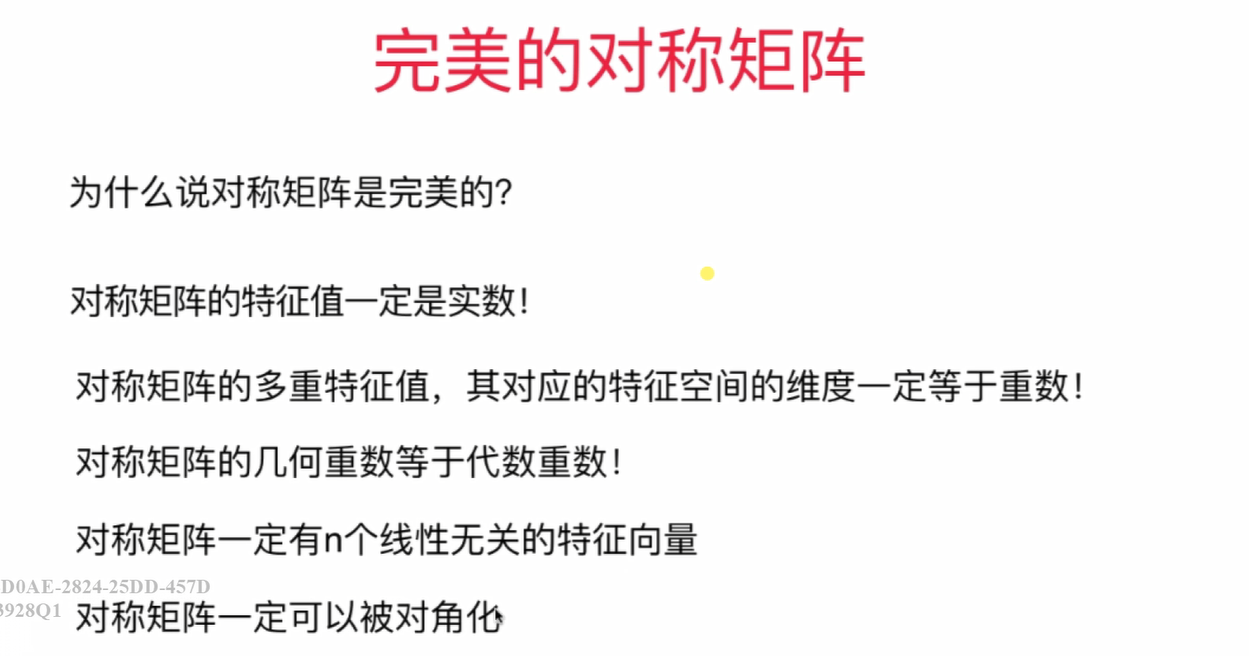 完美的对称矩阵
为什么说对称矩阵是完美的?
对称矩阵的特征值一定是实数!
对称矩阵的多重特征值，其对应的特征空间的维度一定等于重数!
对称矩阵的几何重数等于代数重数!
对称矩阵一定有n个线性无关的特征向量
D0AE-2824-25DD-457D
3928Q1
对称矩阵一定可以被对角化